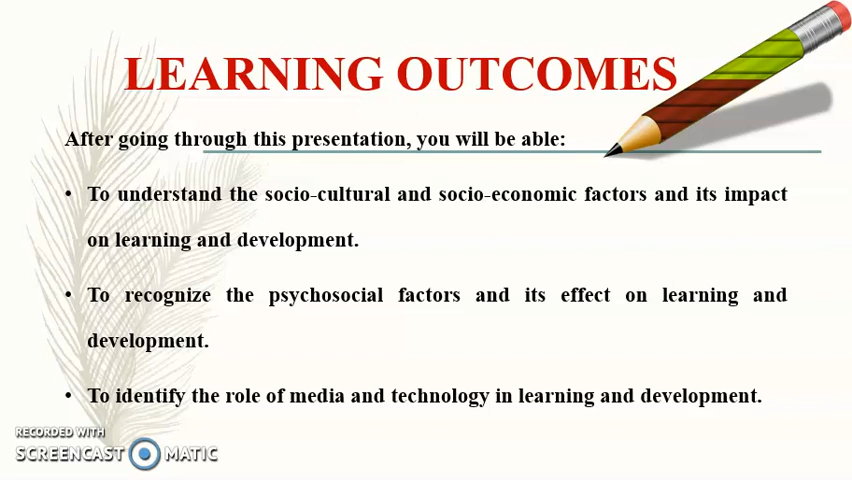 LEARNING OUTCOMES
After going through this presentation, you will be able:
• To understand the socio-cultural and socio-economic factors and its impact
on learning and development.
• To recognize the psychosocial factors and its effect on learning and
development.
• To identify the role of media and technology in learning and development.
RECORDED WITH
SCREENCAST MATIC